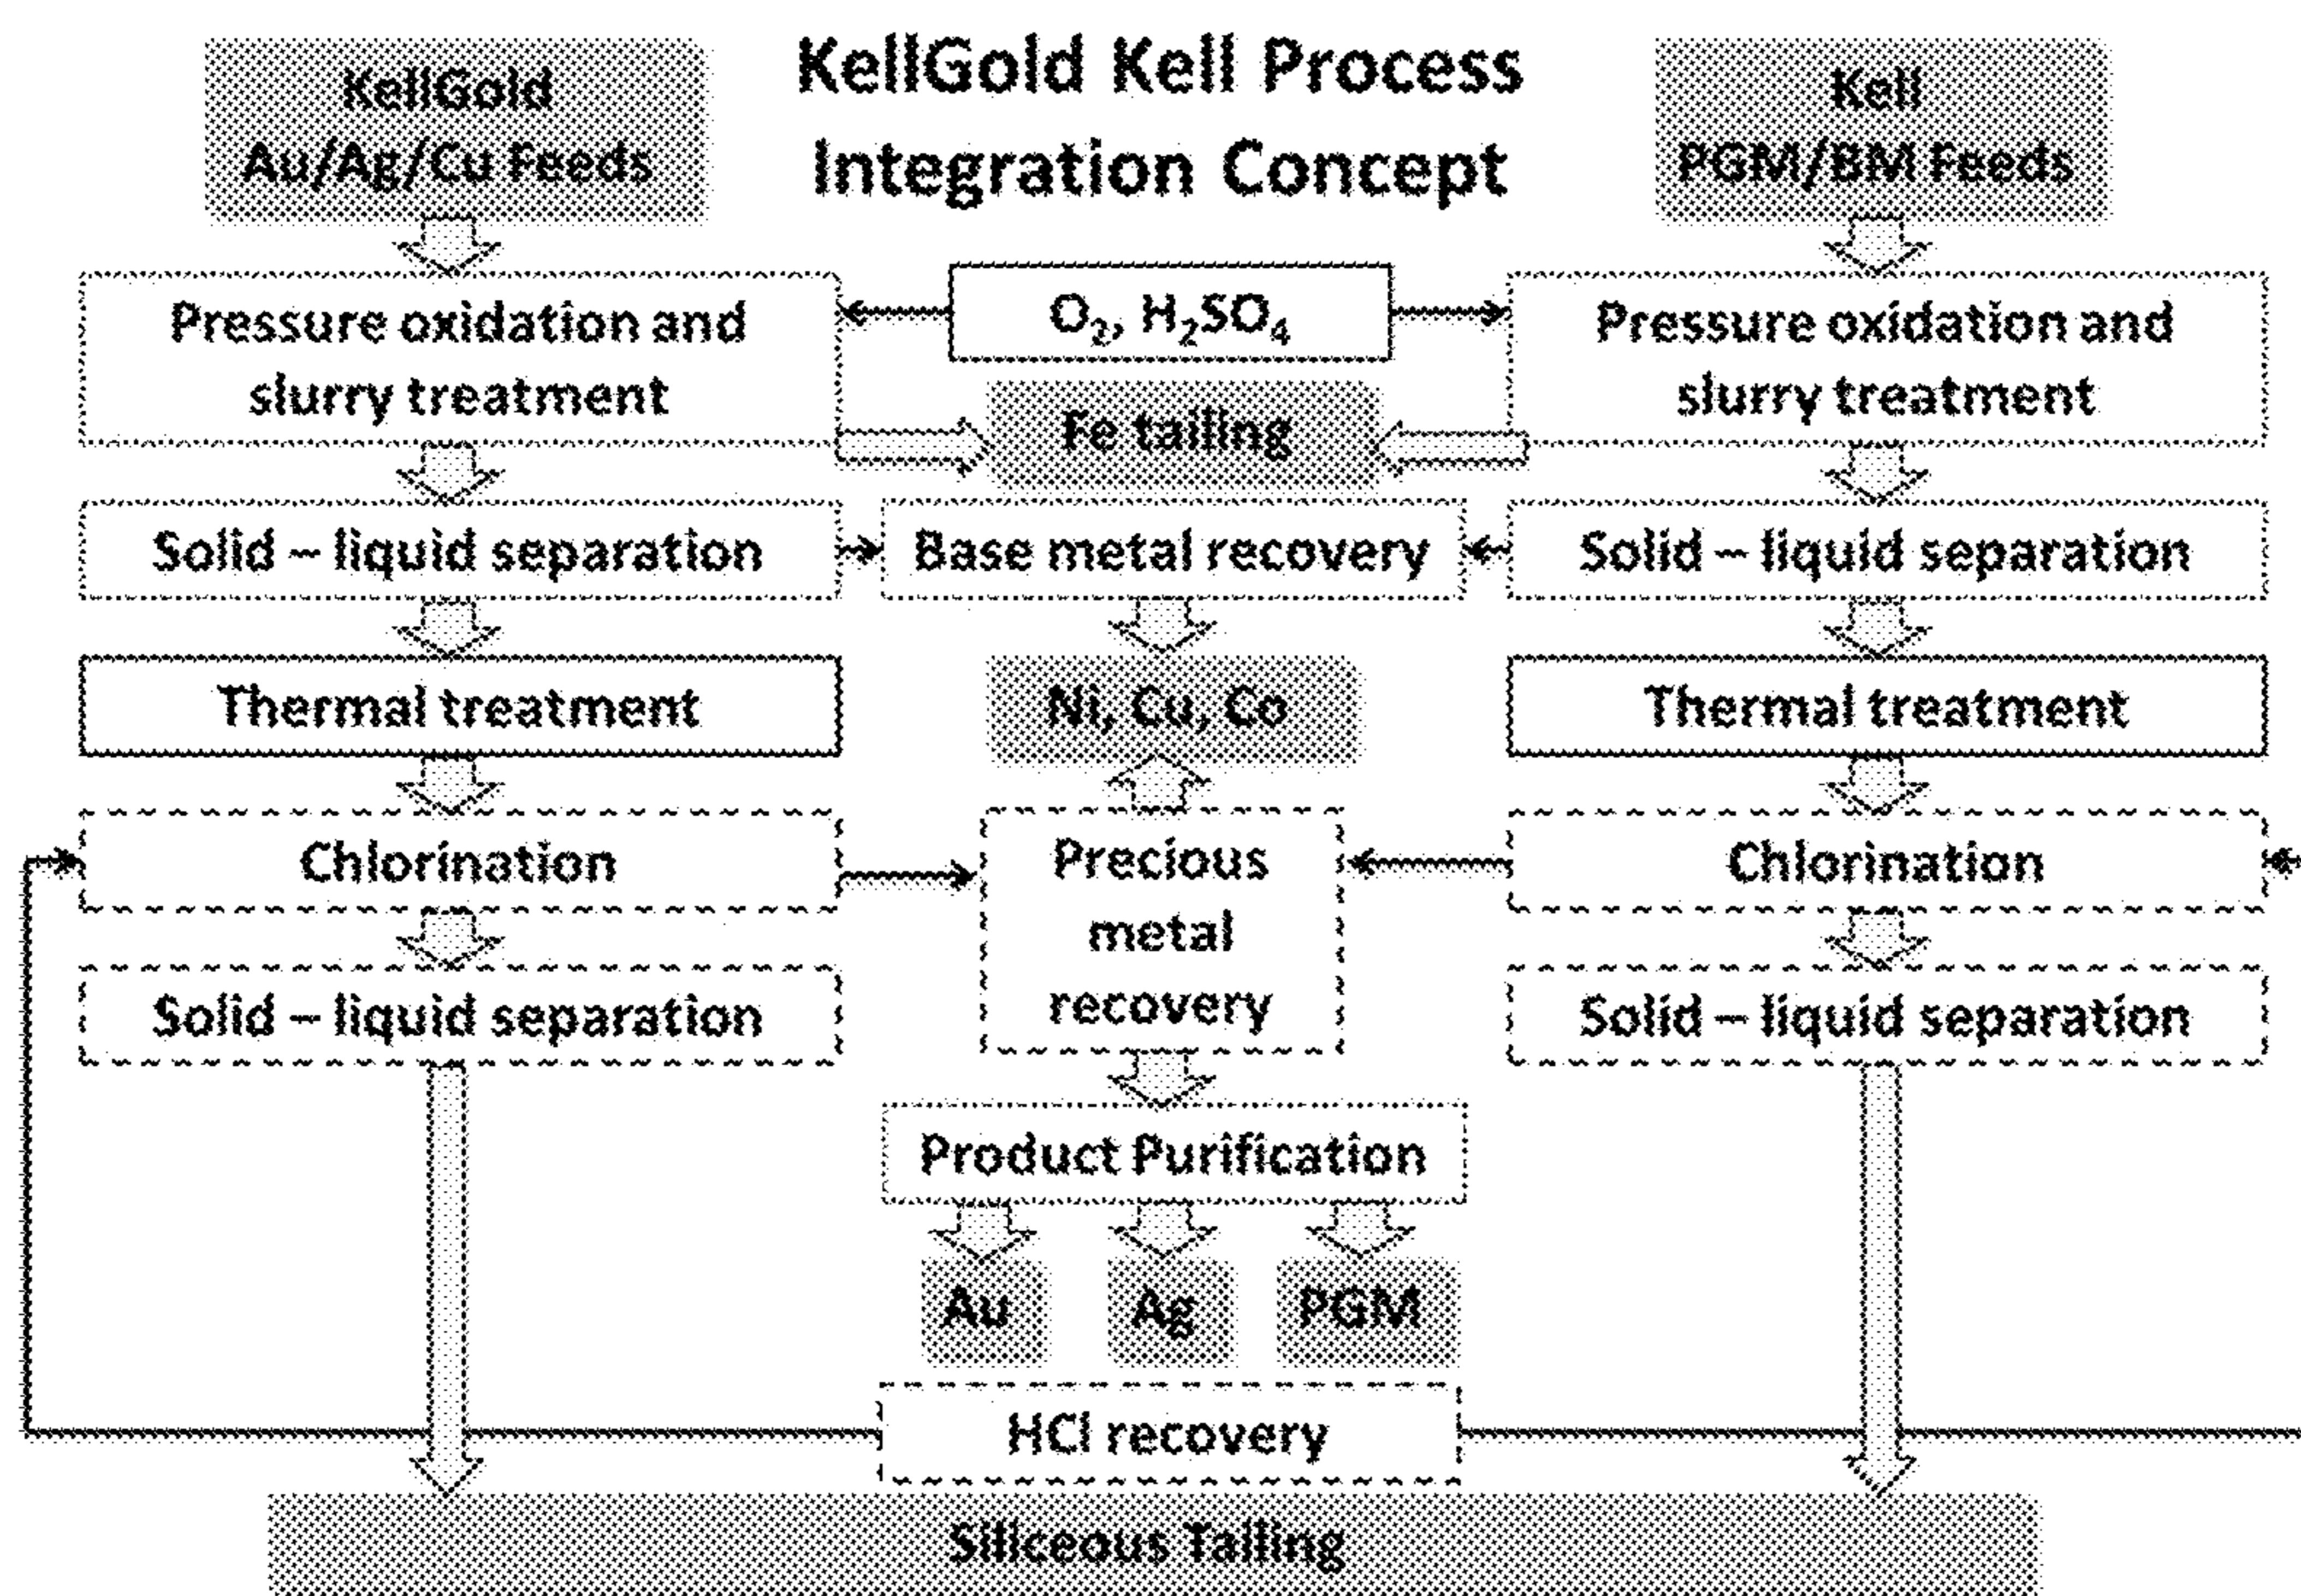 KellGold
Au/Ag/Cu Feeds
KellGold Kell Process
Integration Concept
Kell
PGM/BM Feeds
Pressure oxidation and
slurry treatment
O₂, H₂SO₄
Pressure oxidation and
slurry treatment
Fe tailing
Solid – liquid separation
Base metal recovery
Solid – liquid separation
Thermal treatment
Ni, Cu, Co
Thermal treatment
Chlorination
Precious
metal
recovery
Chlorination
Solid – liquid separation
Solid – liquid separation
Product Purification
Au
Ag
PGM
HCl recovery
Siliceous Tailing